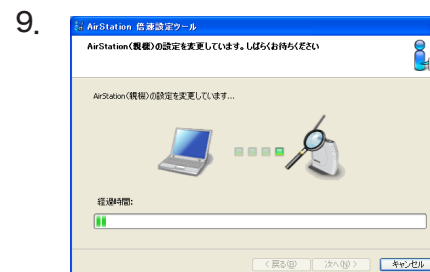 9.
AirStation 倍速設定ツール
AirStation(親機)の設定を変更しています。しばらくお待ちください
AirStation(親機)の設定を変更しています...
経過時間:
< 戻る(B)  次へ(N) >  キャンセル